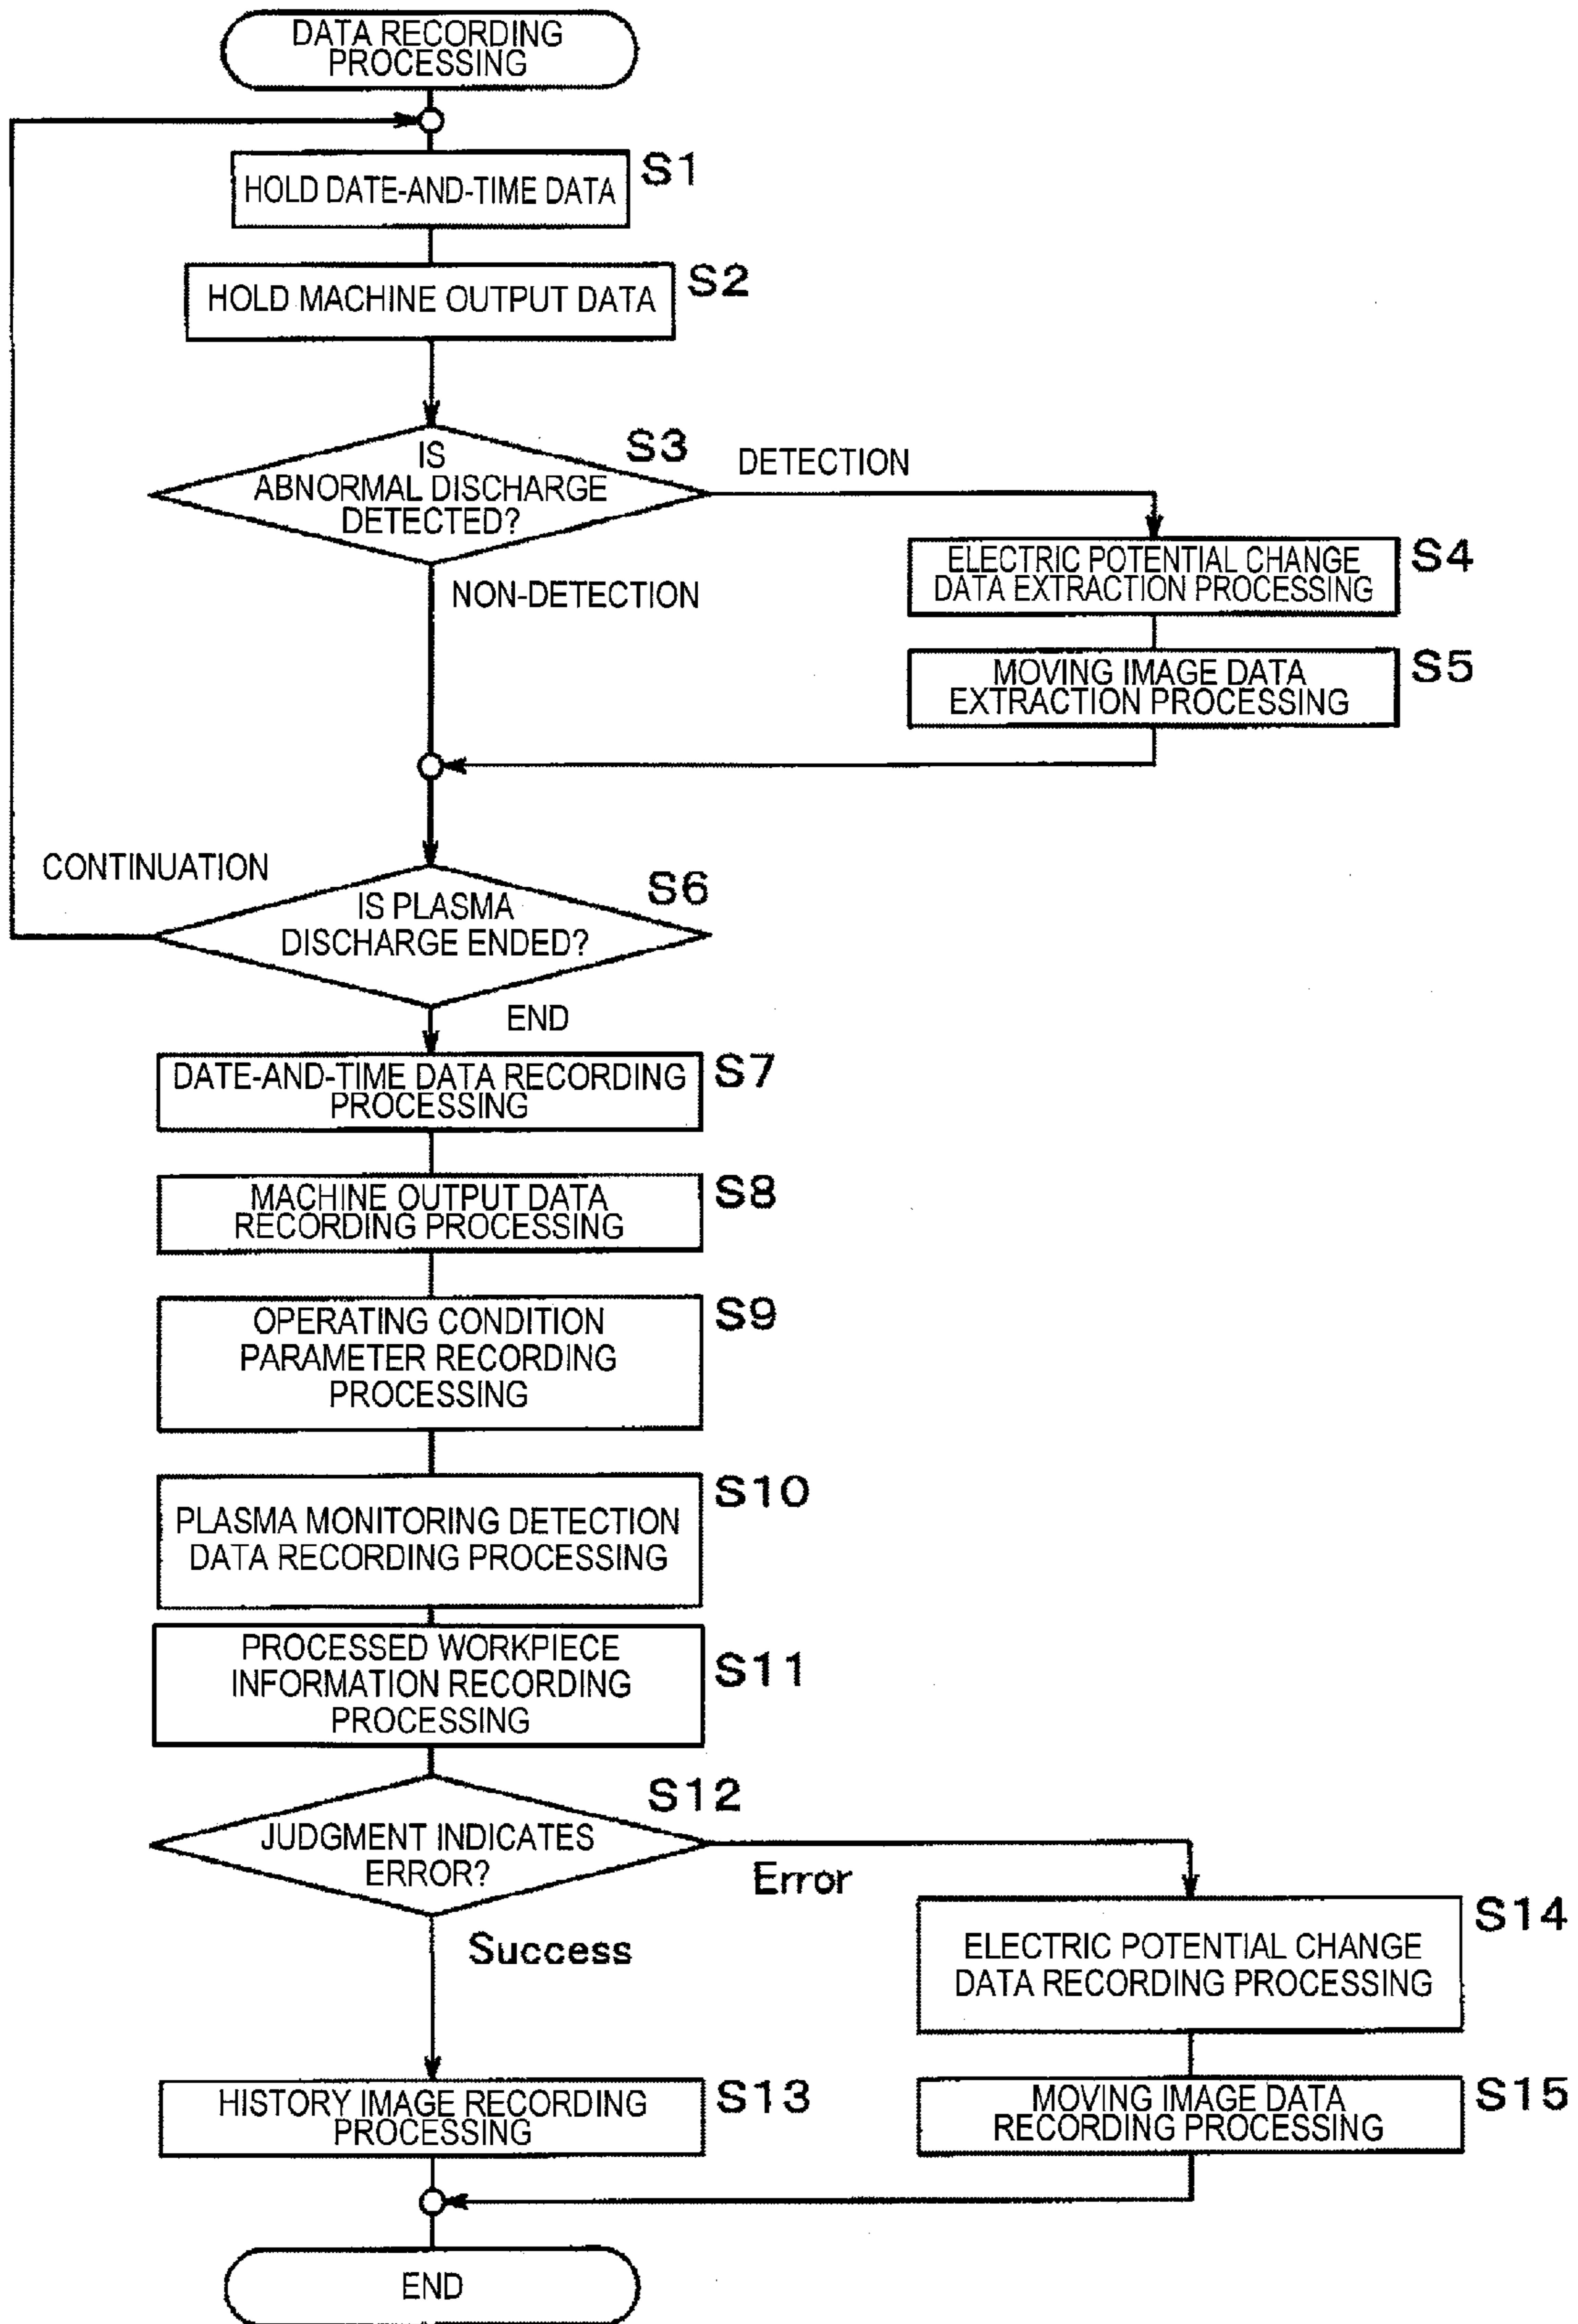 DATA RECORDING
PROCESSING
S1
HOLD DATE-AND-TIME DATA
S2
HOLD MACHINE OUTPUT DATA
S3
IS
ABNORMAL DISCHARGE
DETECTED?
DETECTION
NON-DETECTION
S4
ELECTRIC POTENTIAL CHANGE
DATA EXTRACTION PROCESSING
S5
MOVING IMAGE DATA
EXTRACTION PROCESSING
CONTINUATION
S6
IS PLASMA
DISCHARGE ENDED?
END
S7
DATE-AND-TIME DATA RECORDING
PROCESSING
S8
MACHINE OUTPUT DATA
RECORDING PROCESSING
S9
OPERATING CONDITION
PARAMETER RECORDING
PROCESSING
S10
PLASMA MONITORING DETECTION
DATA RECORDING PROCESSING
S11
PROCESSED WORKPIECE
INFORMATION RECORDING
PROCESSING
S12
JUDGMENT INDICATES
ERROR?
Error
Success
S14
ELECTRIC POTENTIAL CHANGE
DATA RECORDING PROCESSING
S13
HISTORY IMAGE RECORDING
PROCESSING
S15
MOVING IMAGE DATA
RECORDING PROCESSING
END